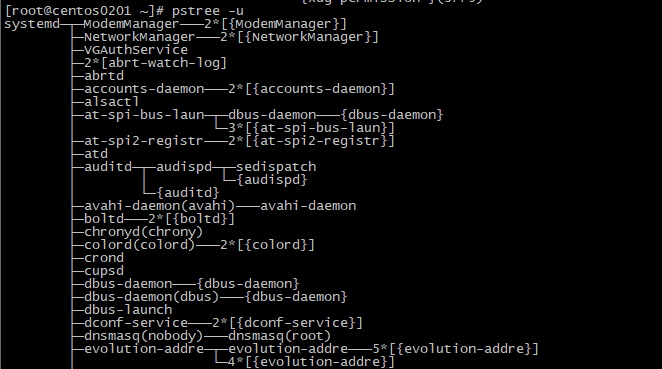 [root@centos0201 ~]# pstree -u
systemd─┬─ModemManager───2*[{ModemManager}]
        ├─NetworkManager───2*[{NetworkManager}]
        ├─VGAuthService
        ├─2*[abrt-watch-log]
        ├─abrtd
        ├─accounts-daemon───2*[{accounts-daemon}]
        ├─alsactl
        ├─at-spi-bus-laun─┬─dbus-daemon───{dbus-daemon}
        │                 └─3*[{at-spi-bus-laun}]
        ├─at-spi2-registr───2*[{at-spi2-registr}]
        ├─atd
        ├─auditd─┬─audispd─┬─sedispatch
        │        │         └─{audispd}
        │        └─{auditd}
        ├─avahi-daemon(avahi)───avahi-daemon
        ├─boltd───2*[{boltd}]
        ├─chronyd(chrony)
        ├─colord(colord)───2*[{colord}]
        ├─crond
        ├─cupsd
        ├─dbus-daemon───{dbus-daemon}
        ├─dbus-daemon(dbus)───{dbus-daemon}
        ├─dbus-launch
        ├─dconf-service───2*[{dconf-service}]
        ├─dnsmasq(nobody)───dnsmasq(root)
        ├─evolution-addre─┬─evolution-addre───5*[{evolution-addre}]
        │                 └─4*[{evolution-addre}]